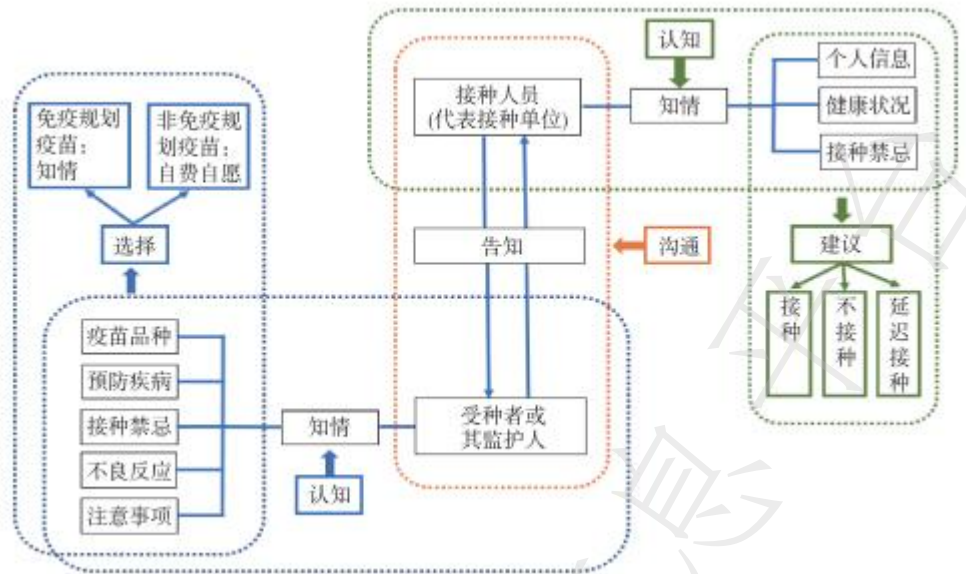 认知
个人信息
接种人员
(代表接种单位)
知情
健康状况
接种禁忌
免疫规划
疫苗：
知情
非免疫规
划疫苗：
自费自愿
选择
告知
沟通
建议
接种
不接种
延迟接种
疫苗品种
预防疾病
接种禁忌
不良反应
注意事项
知情
受种者或
其监护人
认知